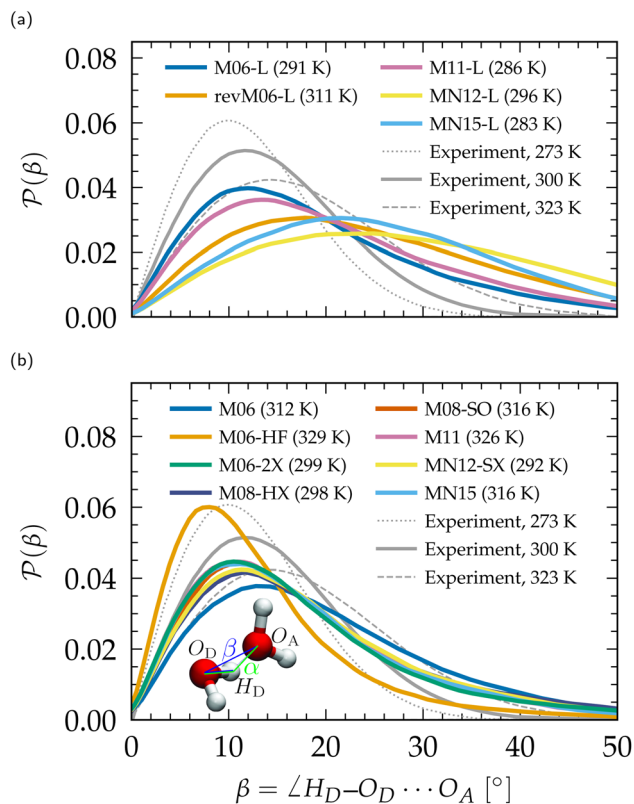 (a)
0.08
0.06
0.04
0.02
0.00
P(β)
M06-L (291 K)
revM06-L (311 K)
M11-L (286 K)
MN12-L (296 K)
MN15-L (283 K)
Experiment, 273 K
Experiment, 300 K
Experiment, 323 K
(b)
0.08
0.06
0.04
0.02
0.00
P(β)
M06 (312 K)
M06-HF (329 K)
M06-2X (299 K)
M08-HX (298 K)
M08-SO (316 K)
M11 (326 K)
MN12-SX (292 K)
MN15 (316 K)
Experiment, 273 K
Experiment, 300 K
Experiment, 323 K
O_D β O_A
α
H_D
0 10 20 30 40 50
β = ∠H_D–O_D ⋯ O_A [°]